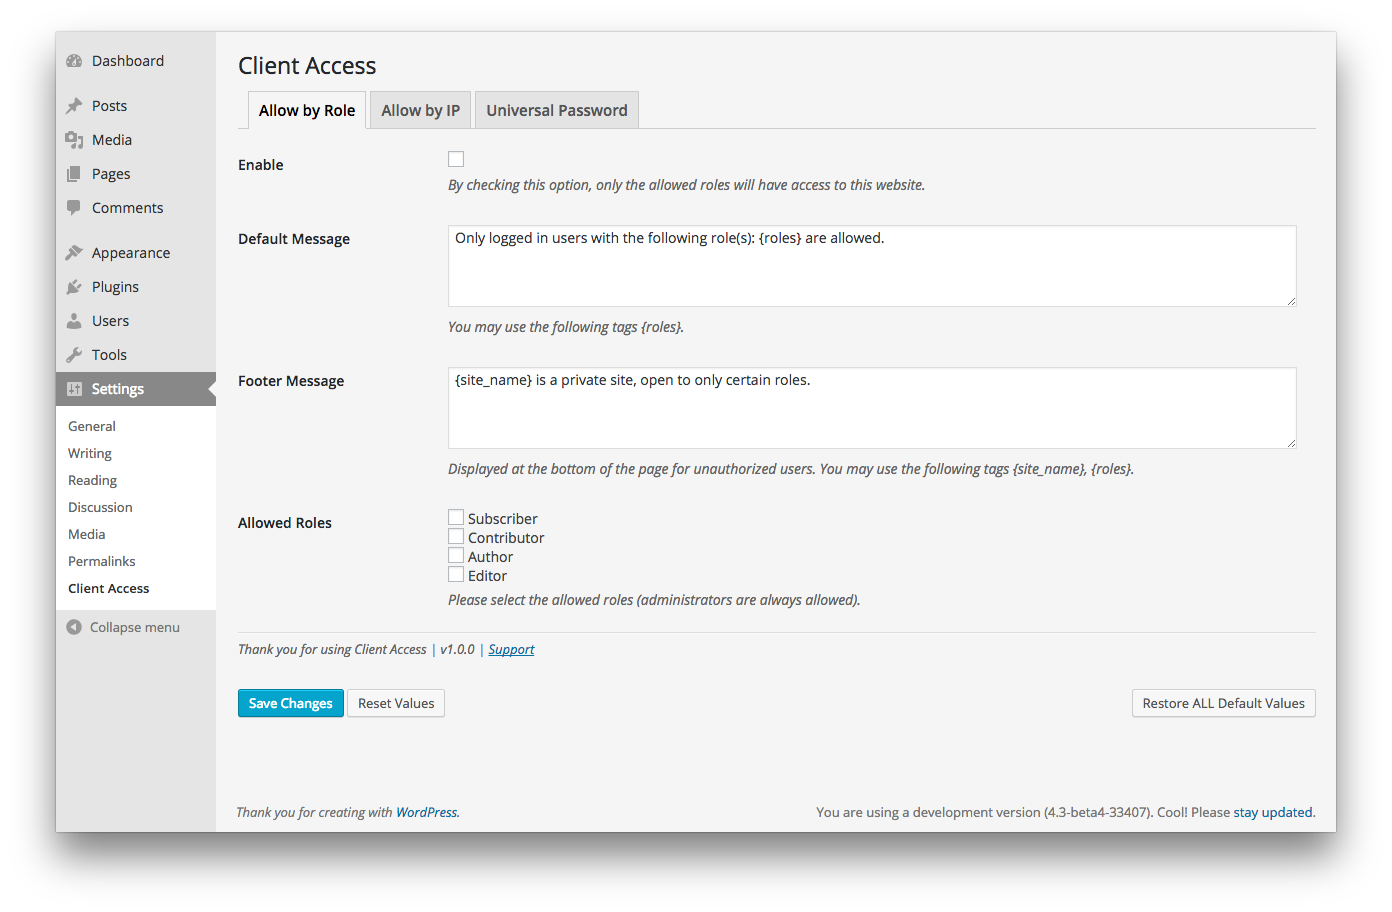 Dashboard
Posts
Media
Pages
Comments
Appearance
Plugins
Users
Tools
Settings
General
Writing
Reading
Discussion
Media
Permalinks
Client Access
Collapse menu
Client Access
Allow by Role
Allow by IP
Universal Password
Enable
By checking this option, only the allowed roles will have access to this website.
Default Message
Only logged in users with the following role(s): {roles} are allowed.
You may use the following tags {roles}.
Footer Message
{site_name} is a private site, open to only certain roles.
Displayed at the bottom of the page for unauthorized users. You may use the following tags {site_name}, {roles}.
Allowed Roles
Subscriber
Contributor
Author
Editor
Please select the allowed roles (administrators are always allowed).
Thank you for using Client Access | v1.0.0 | Support
Save Changes
Reset Values
Restore ALL Default Values
Thank you for creating with WordPress.
You are using a development version (4.3-beta4-33407). Cool! Please stay updated.